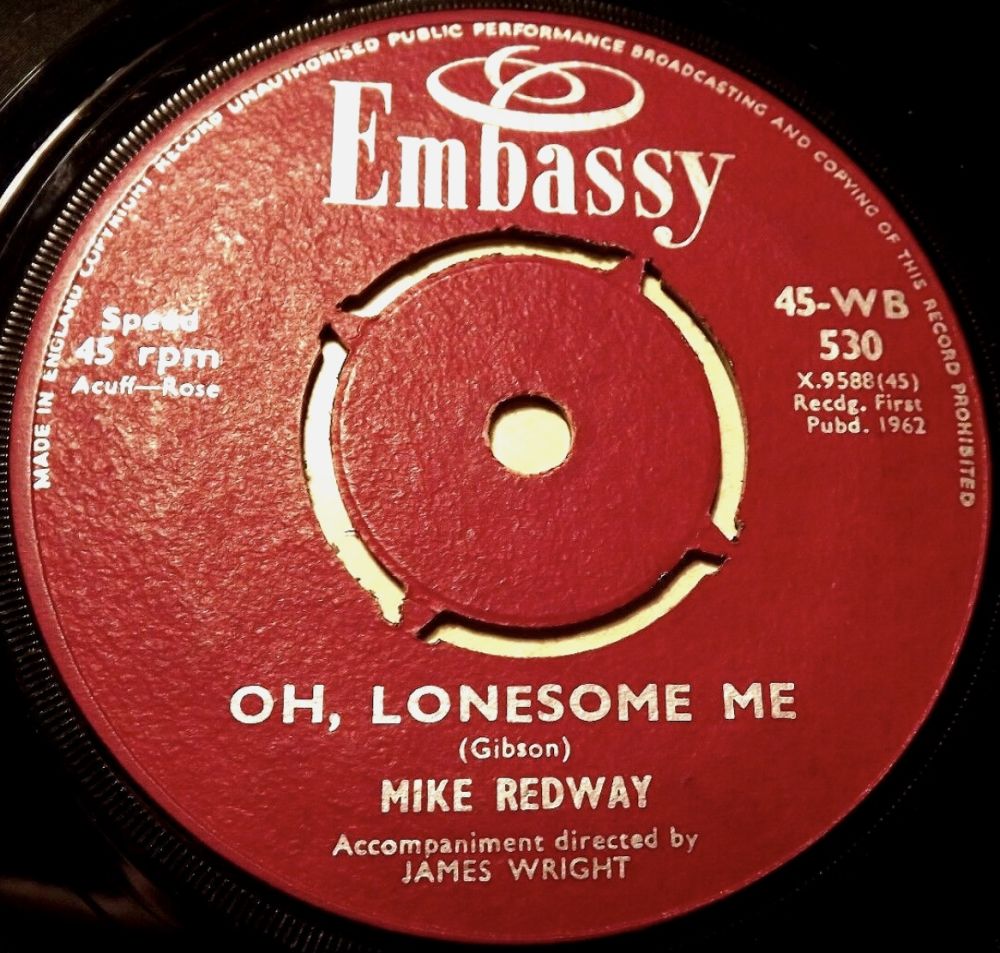 MADE IN ENGLAND COPYRIGHT RECORD UNAUTHORISED PUBLIC PERFORMANCE BROADCASTING AND COPYING OF THIS RECORD PROHIBITED
Embassy
Speed
45 rpm
Acuff—Rose
45-WB
530
X.9588(45)
Recdg. First
Pubd. 1962
OH, LONESOME ME
(Gibson)
MIKE REDWAY
Accompaniment directed by
JAMES WRIGHT